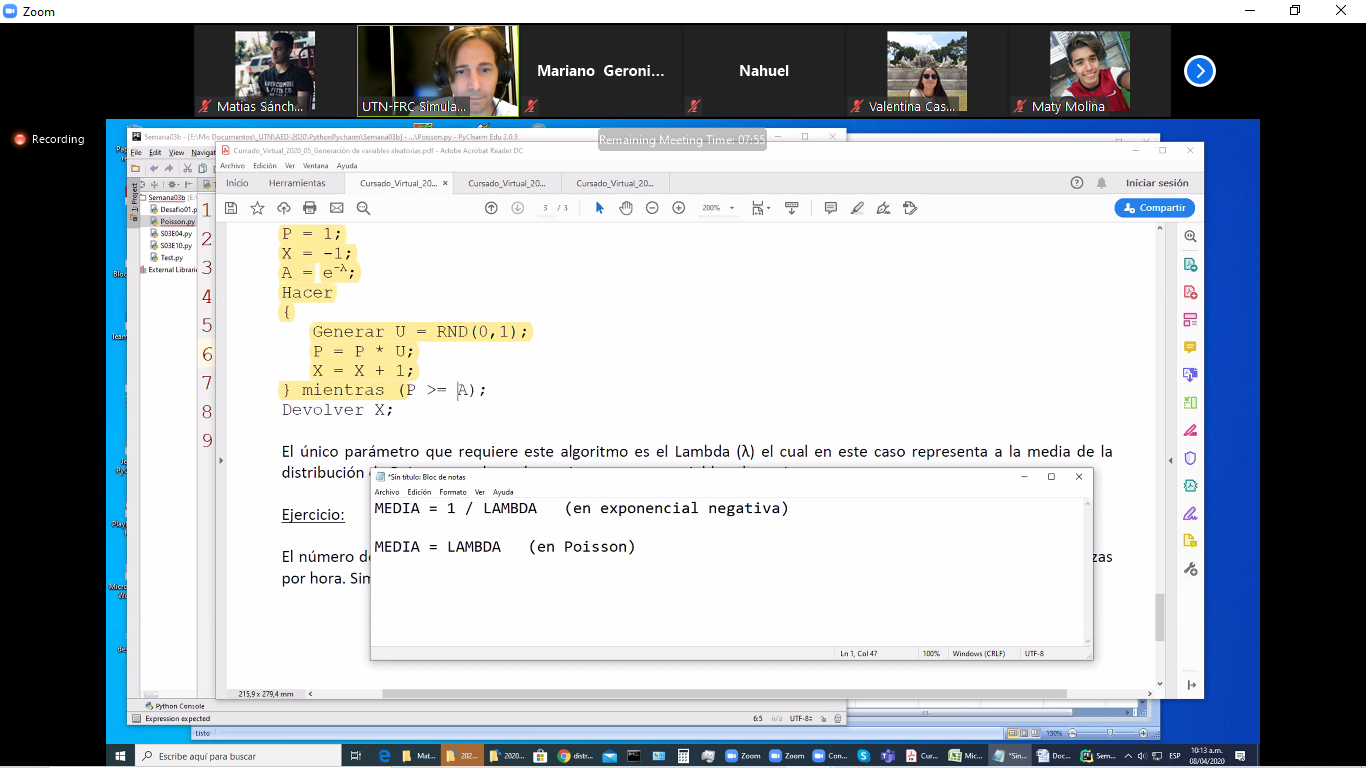 Zoom
Matías Sánch...
UTN-FRC Simula...
Mariano Geroni...
Nahuel
Valentina Cas...
Maty Molina
Recording
Remaining Meeting Time: 07:55
Semana03b - [E:\Mis Documentos\_UTN\AED-2020\PythonPycharm\Semana03b] - ...\Poisson.py - PyCharm Edu 2.0.3
File Edit View Navigat
1: Project
Semana03b (E:\
Desafio01.p
Poisson.py
S03E04.py
S03E10.py
Test.py
External Librari
1
2
3
4
5
6
7
8
9
Cursado_Virtual_2020_05_Generación de variables aleatorias.pdf - Adobe Acrobat Reader DC
Archivo Edición Ver Ventana Ayuda
Inicio Herramientas Cursado_Virtual_20... × Cursado_Virtual_20... Cursado_Virtual_20... Iniciar sesión
3 / 3 200% Compartir
P = 1;
X = -1;
A = e⁻λ;
Hacer
{
Generar U = RND(0,1);
P = P * U;
X = X + 1;
} mientras (P >= A);
Devolver X;
El único parámetro que requiere este algoritmo es el Lambda (λ) el cual en este caso representa a la media de la
distribución
Ejercicio:
El número de
zas
por hora. Sim
*Sin título: Bloc de notas
Archivo Edición Formato Ver Ayuda
MEDIA = 1 / LAMBDA (en exponencial negativa)
MEDIA = LAMBDA (en Poisson)
Ln 1, Col 47 100% Windows (CRLF) UTF-8
215,9 x 279,4 mm
Python Console
Expression expected
6:5 n/a UTF-8
Listo
130%
Escribe aquí para buscar
Mat... 202... 2020... distr... Zoom Zoom Con... Cur... Mic... *Sin... Doc... Sem... ESP
10:13 a.m.
08/04/2020